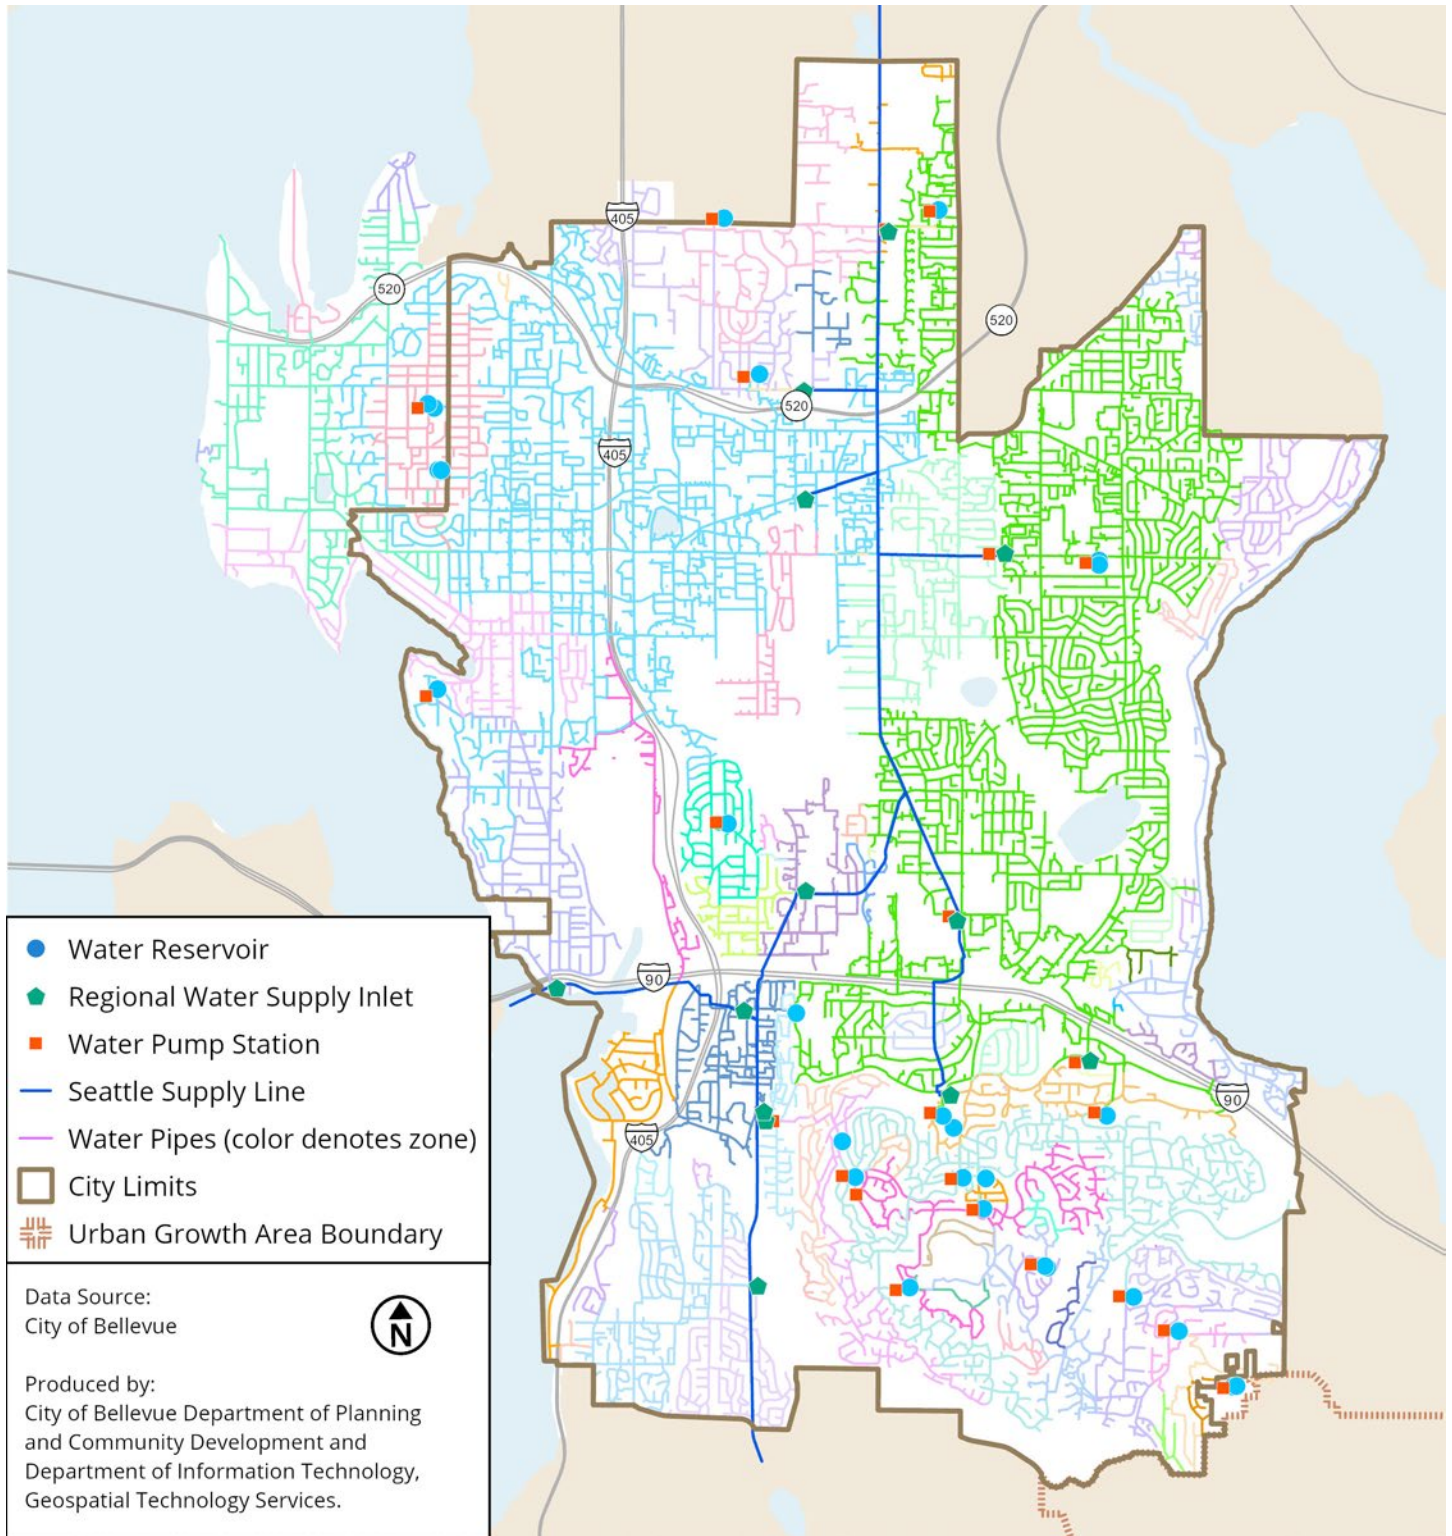 405
520
520
520
405
90
90
405
Water Reservoir
Regional Water Supply Inlet
Water Pump Station
Seattle Supply Line
Water Pipes (color denotes zone)
City Limits
Urban Growth Area Boundary
Data Source:
City of Bellevue
N
Produced by:
City of Bellevue Department of Planning
and Community Development and
Department of Information Technology,
Geospatial Technology Services.